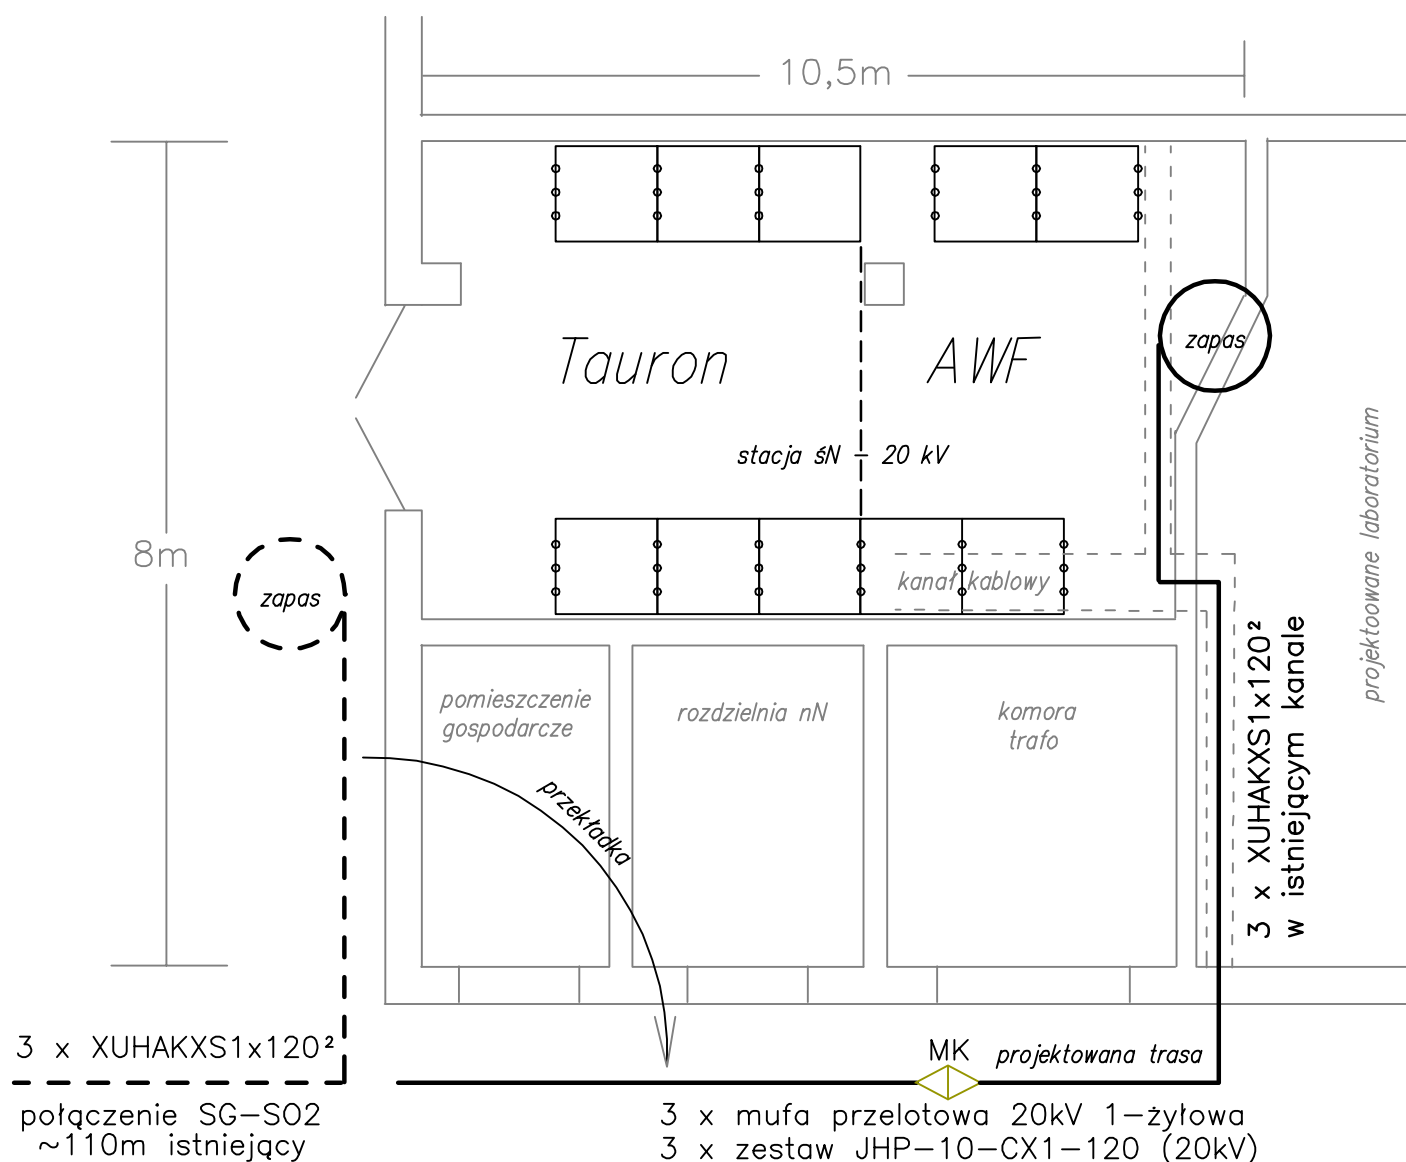 10,5m
Tauron
AWF
zapas
stacja śN - 20 kV
8m
zapas
kanał kablowy
projektoowane laboratorium
pomieszczenie
gospodarcze
rozdzielnia nN
komora
trafo
przekładka
3 x XUHAKXS1x120²
w istniejącym kanale
3 x XUHAKXS1x120²
MK
projektowana trasa
połączenie SG-SO2
~110m istniejący
3 x mufa przelotowa 20kV 1-żyłowa
3 x zestaw JHP-10-CX1-120 (20kV)